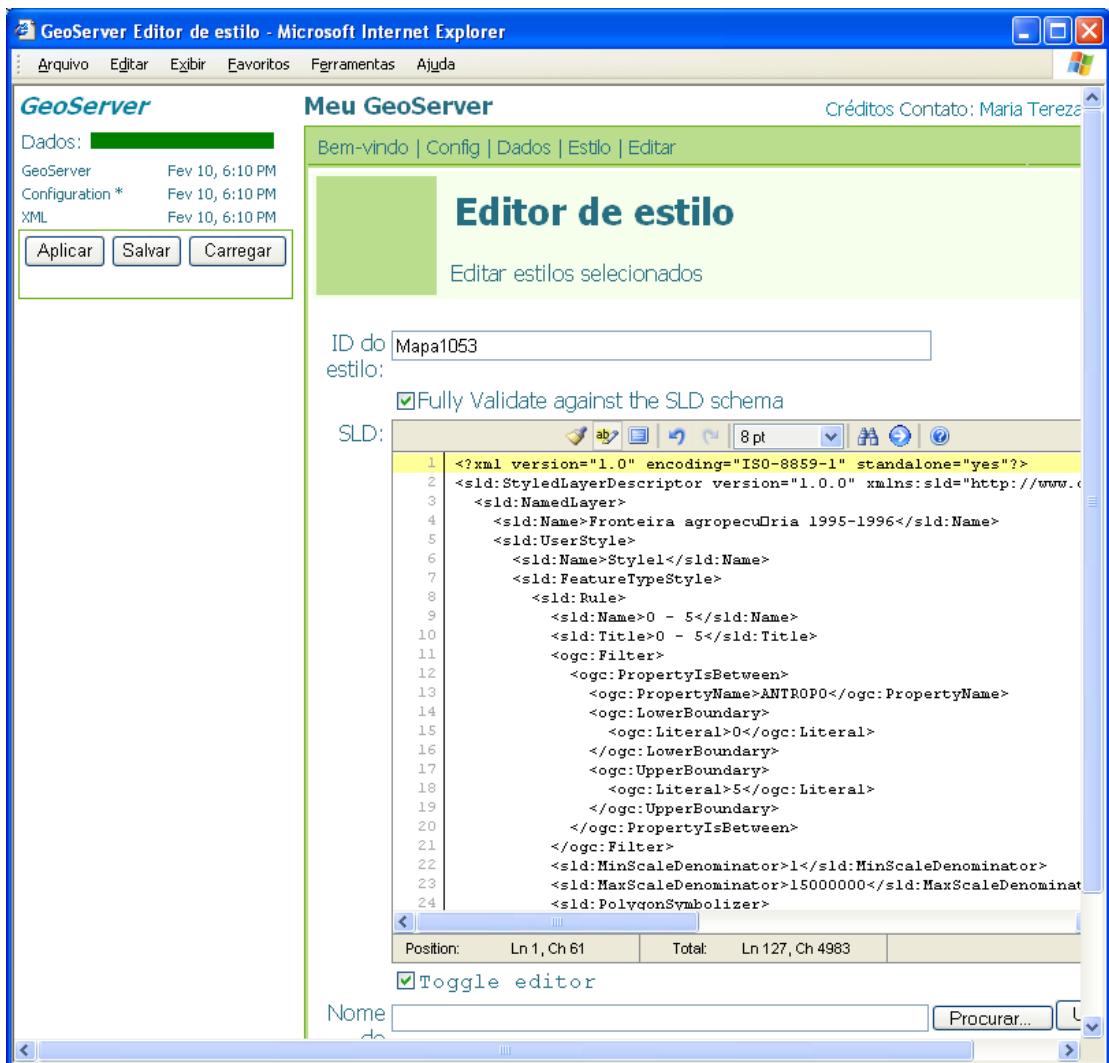 GeoServer Editor de estilo - Microsoft Internet Explorer
Arquivo Editar Exibir Favoritos Ferramentas Ajuda
GeoServer
Dados:
GeoServer Fev 10, 6:10 PM
Configuration * Fev 10, 6:10 PM
XML Fev 10, 6:10 PM
Aplicar Salvar Carregar
Meu GeoServer
Créditos Contato: Maria Tereza
Bem-vindo | Config | Dados | Estilo | Editar
Editor de estilo
Editar estilos selecionados
ID do estilo: Mapa1053
Fully Validate against the SLD schema
SLD:
8 pt
1 <?xml version="1.0" encoding="ISO-8859-1" standalone="yes"?>
2 <sld:StyledLayerDescriptor version="1.0.0" xmlns:sld="http://www.
3 <sld:NamedLayer>
4 <sld:Name>Fronteira agropecu□ria 1995-1996</sld:Name>
5 <sld:UserStyle>
6 <sld:Name>Style1</sld:Name>
7 <sld:FeatureTypeStyle>
8 <sld:Rule>
9 <sld:Name>0 - 5</sld:Name>
10 <sld:Title>0 - 5</sld:Title>
11 <ogc:Filter>
12 <ogc:PropertyIsBetween>
13 <ogc:PropertyName>ANTROPO</ogc:PropertyName>
14 <ogc:LowerBoundary>
15 <ogc:Literal>0</ogc:Literal>
16 </ogc:LowerBoundary>
17 <ogc:UpperBoundary>
18 <ogc:Literal>5</ogc:Literal>
19 </ogc:UpperBoundary>
20 </ogc:PropertyIsBetween>
21 </ogc:Filter>
22 <sld:MinScaleDenominator>1</sld:MinScaleDenominator>
23 <sld:MaxScaleDenominator>15000000</sld:MaxScaleDenominat
24 <sld:PolygonSymbolizer>
Position: Ln 1, Ch 61 Total: Ln 127, Ch 4983
Toggle editor
Nome
Procurar...